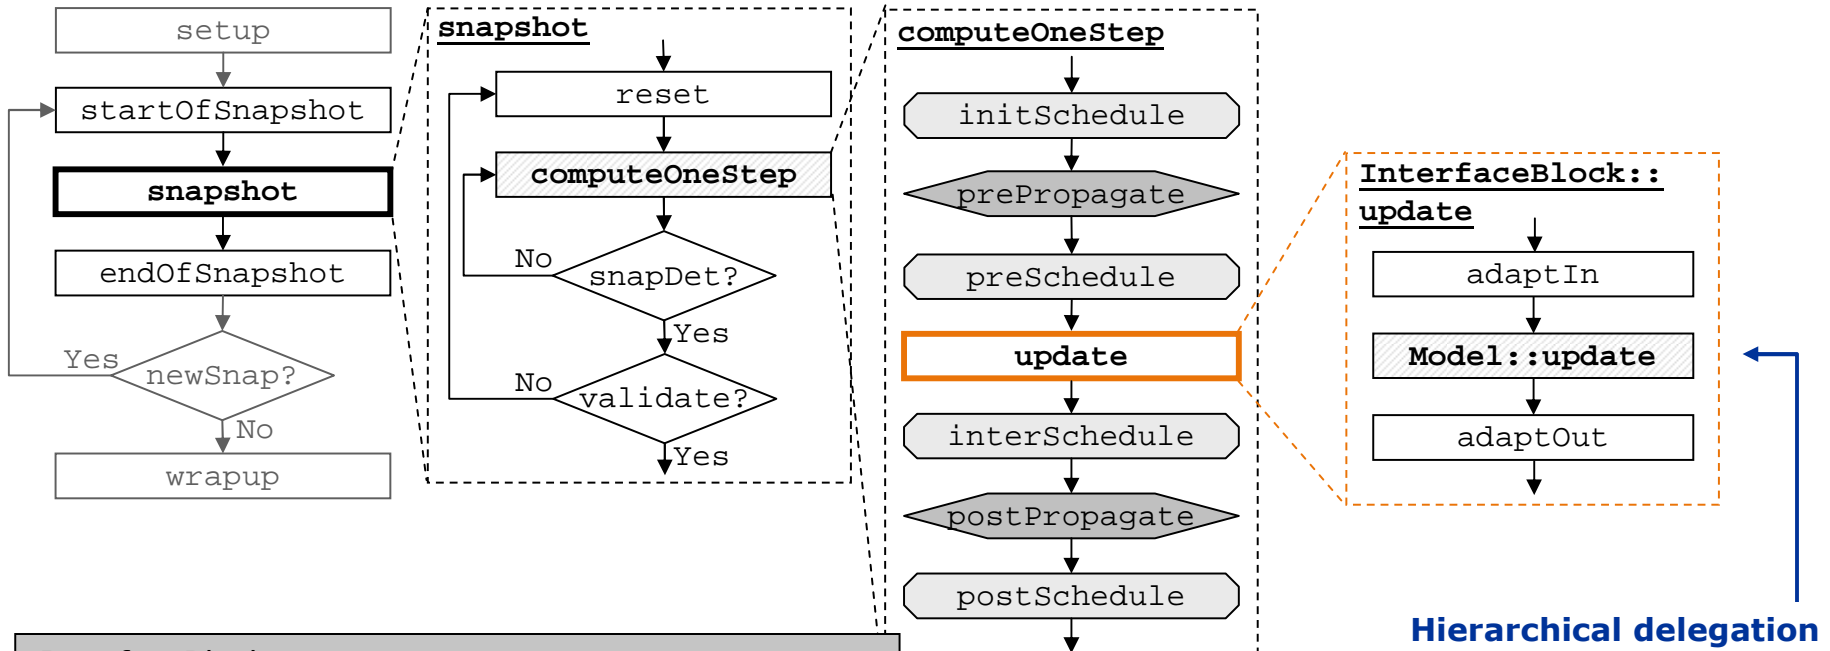 setup
startOfSnapshot
snapshot
endOfSnapshot
newSnap?
Yes
No
wrapup
snapshot
reset
computeOneStep
snapDet?
No
Yes
validate?
No
Yes
computeOneStep
initSchedule
prePropagate
preSchedule
update
interSchedule
postPropagate
postSchedule
InterfaceBlock::
update
adaptIn
Model::update
adaptOut
Hierarchical delegation